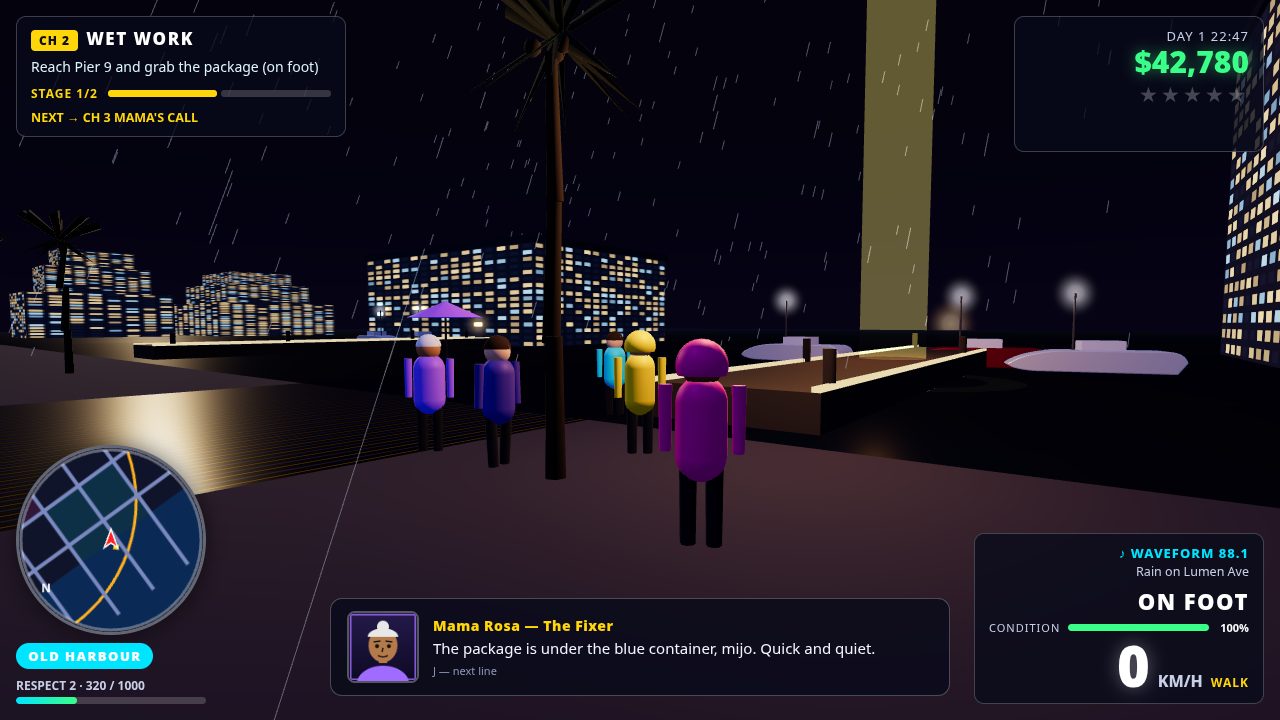 CH 2 WET WORK
Reach Pier 9 and grab the package (on foot)
STAGE 1/2
NEXT → CH 3 MAMA'S CALL
DAY 1 22:47
$42,780
★★★★★
N
OLD HARBOUR
RESPECT 2 · 320 / 1000
Mama Rosa — The Fixer
The package is under the blue container, mijo. Quick and quiet.
J — next line
♪ WAVEFORM 88.1
Rain on Lumen Ave
ON FOOT
CONDITION 100%
0 KM/H WALK